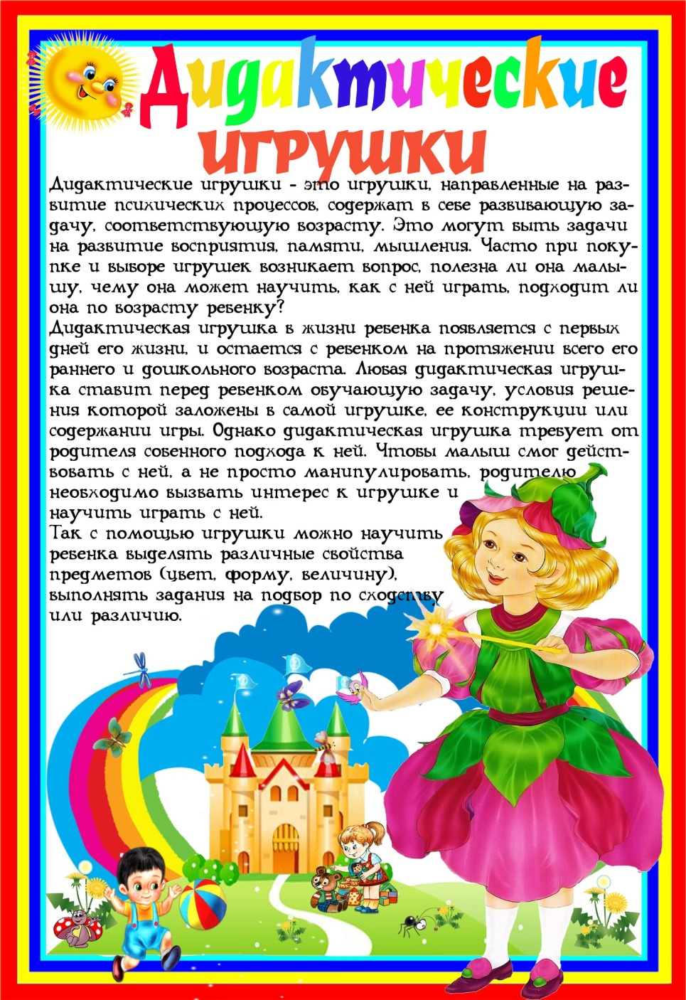 Дидактические
игрушки
Дидактические игрушки - это игрушки, направленные на раз-
витие психических процессов, содержат в себе развивающую за-
дачу, соответствующую возрасту. Это могут быть задачи
на развитие восприятия, памяти, мышления. Часто при поку-
пке и выборе игрушек возникает вопрос, полезна ли она малы-
шу, чему она может научить, как с ней играть, подходит ли
она по возрасту ребенку?
Дидактическая игрушка в жизни ребенка появляется с первых
дней его жизни, и остается с ребенком на протяжении всего его
раннего и дошкольного возраста. Любая дидактическая игруш-
ка ставит перед ребенком обучающую задачу, условия реше-
ния которой заложены в самой игрушке, ее конструкции или
содержании игры. Однако дидактическая игрушка требует от
родителя собенного подхода к ней. Чтобы малыш смог дейст-
вовать с ней, а не просто манипулировать, родителю
необходимо вызвать интерес к игрушке и
научить играть с ней.
Так с помощью игрушки можно научить
ребенка выделять различные свойства
предметов (цвет, форму, величину),
выполнять задания на подбор по сходству
или различию.